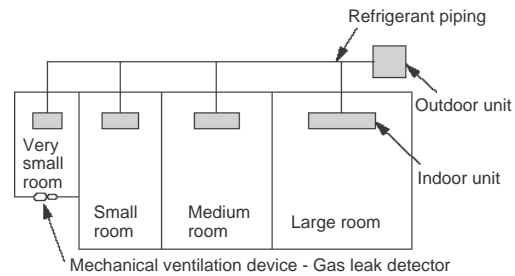 Refrigerant piping
Outdoor unit
Very
small
room
Indoor unit
Small
room
Medium
room
Large room
Mechanical ventilation device - Gas leak detector